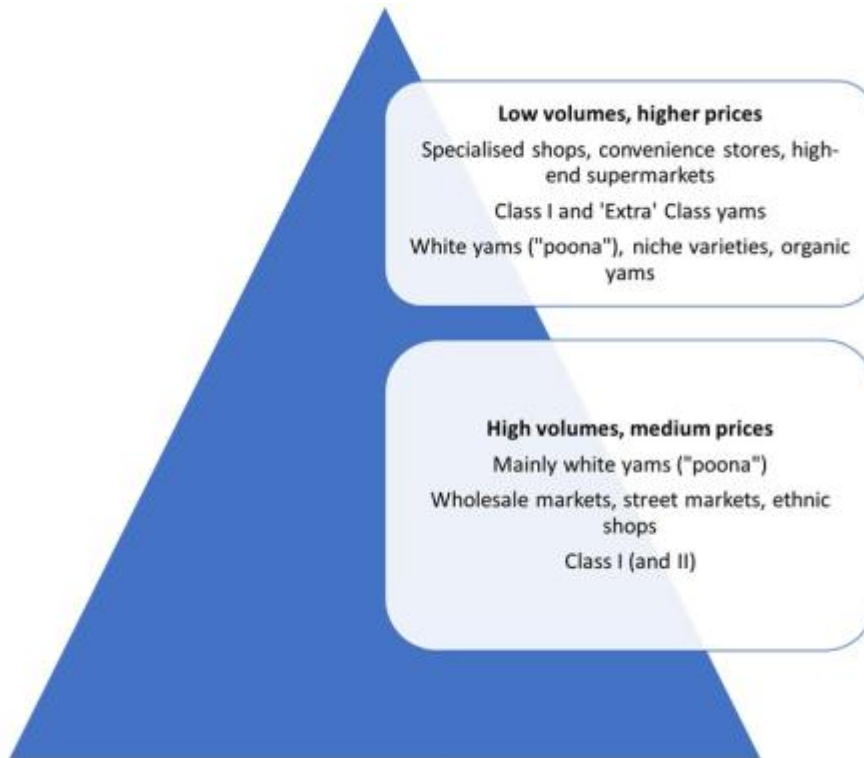 Low volumes, higher prices
Specialised shops, convenience stores, high-
end supermarkets
Class I and 'Extra' Class yams
White yams ("poona"), niche varieties, organic
yams
High volumes, medium prices
Mainly white yams ("poona")
Wholesale markets, street markets, ethnic
shops
Class I (and II)